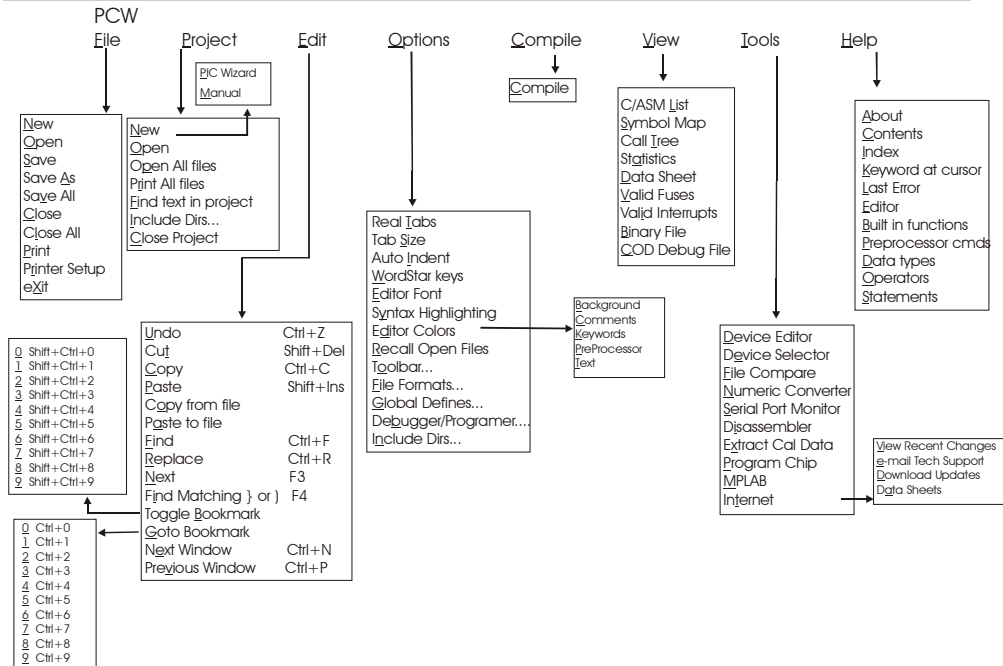 PCW
File Project Edit Options Compile View Tools Help
PIC Wizard
Manual
Compile
New
Open
Save
Save As
Save All
Close
Close All
Print
Printer Setup
eXit
New
Open
Open All files
Print All files
Find text in project
Include Dirs...
Close Project
C/ASM List
Symbol Map
Call Tree
Statistics
Data Sheet
Valid Fuses
Valid Interrupts
Binary File
COD Debug File
About
Contents
Index
Keyword at cursor
Last Error
Editor
Built in functions
Preprocessor cmds
Data types
Operators
Statements
Real Tabs
Tab Size
Auto Indent
WordStar keys
Editor Font
Syntax Highlighting
Editor Colors
Recall Open Files
Toolbar...
File Formats...
Global Defines...
Debugger/Programer....
Include Dirs...
Background
Comments
Keywords
PreProcessor
Text
Undo Ctrl+Z
Cut Shift+Del
Copy Ctrl+C
Paste Shift+Ins
Copy from file
Paste to file
Find Ctrl+F
Replace Ctrl+R
Next F3
Find Matching } or ) F4
Toggle Bookmark
Goto Bookmark
Next Window Ctrl+N
Previous Window Ctrl+P
0 Shift+Ctrl+0
1 Shift+Ctrl+1
2 Shift+Ctrl+2
3 Shift+Ctrl+3
4 Shift+Ctrl+4
5 Shift+Ctrl+5
6 Shift+Ctrl+6
7 Shift+Ctrl+7
8 Shift+Ctrl+8
9 Shift+Ctrl+9
0 Ctrl+0
1 Ctrl+1
2 Ctrl+2
3 Ctrl+3
4 Ctrl+4
5 Ctrl+5
6 Ctrl+6
7 Ctrl+7
8 Ctrl+8
9 Ctrl+9
Device Editor
Device Selector
File Compare
Numeric Converter
Serial Port Monitor
Disassembler
Extract Cal Data
Program Chip
MPLAB
Internet
View Recent Changes
e-mail Tech Support
Download Updates
Data Sheets